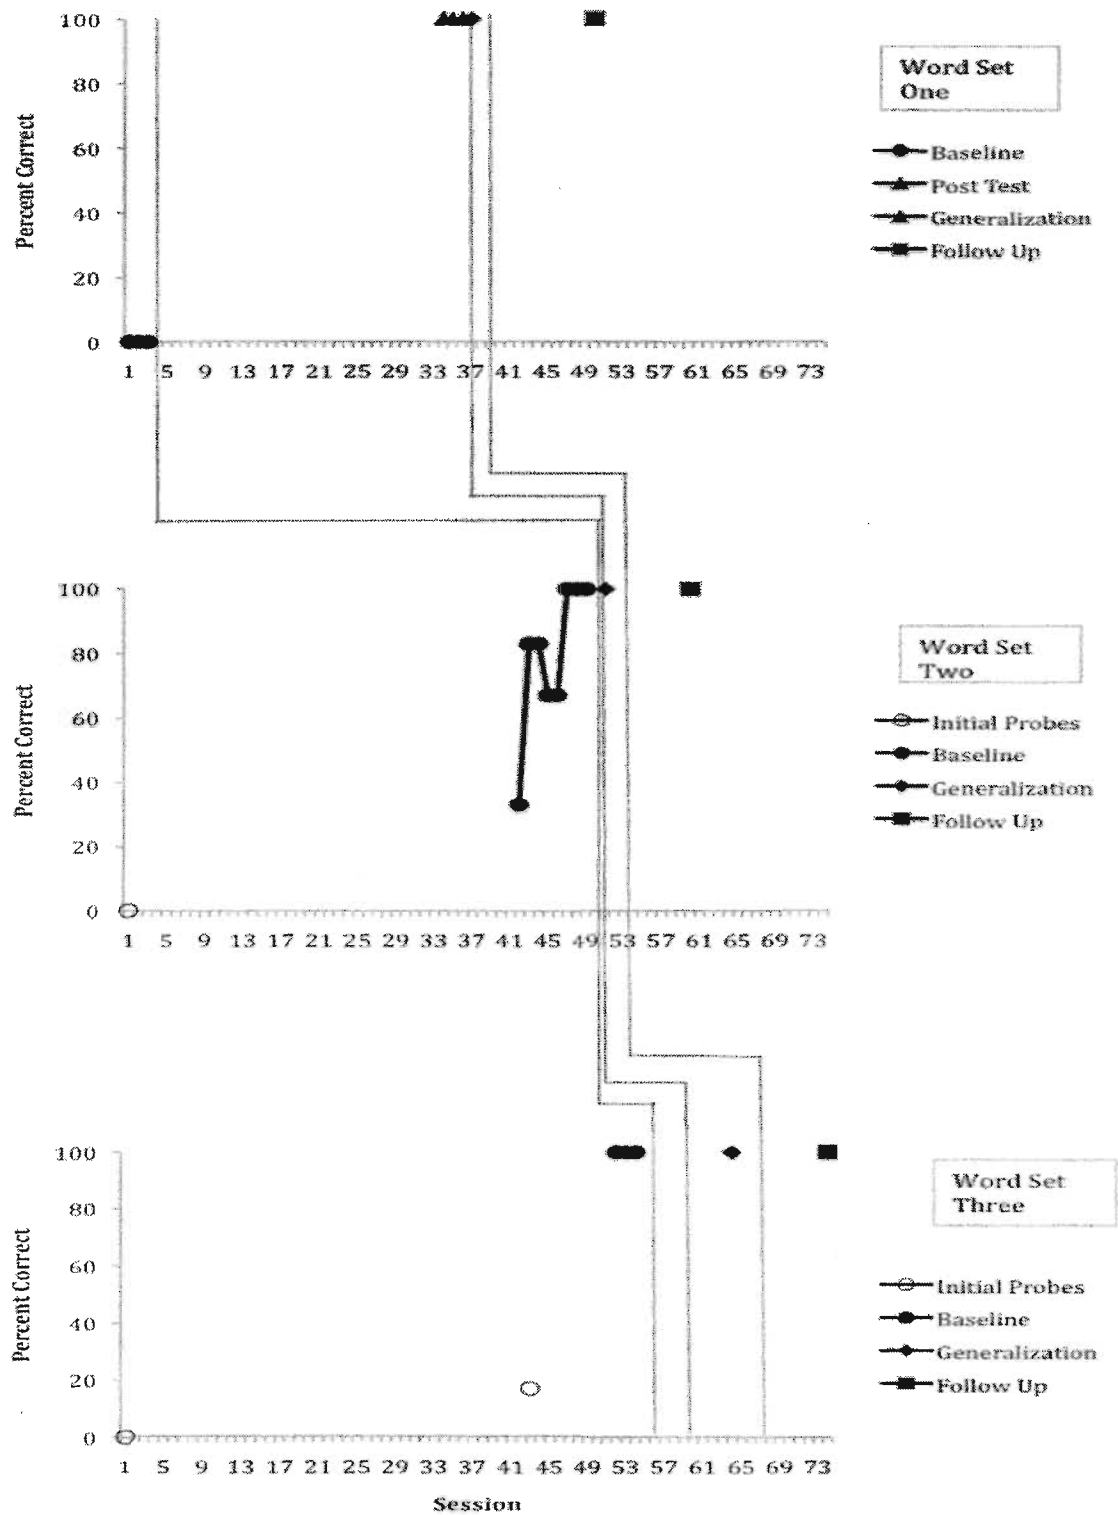 100
80
60
40
20
0
Percent Correct
1 5 9 13 17 21 25 29 33 37 41 45 49 53 57 61 65 69 73
Word Set
One
Baseline
Post Test
Generalization
Follow Up
100
80
60
40
20
0
Percent Correct
1 5 9 13 17 21 25 29 33 37 41 45 49 53 57 61 65 69 73
Word Set
Two
Initial Probes
Baseline
Generalization
Follow Up
100
80
60
40
20
0
Percent Correct
1 5 9 13 17 21 25 29 33 37 41 45 49 53 57 61 65 69 73
Session
Word Set
Three
Initial Probes
Baseline
Generalization
Follow Up